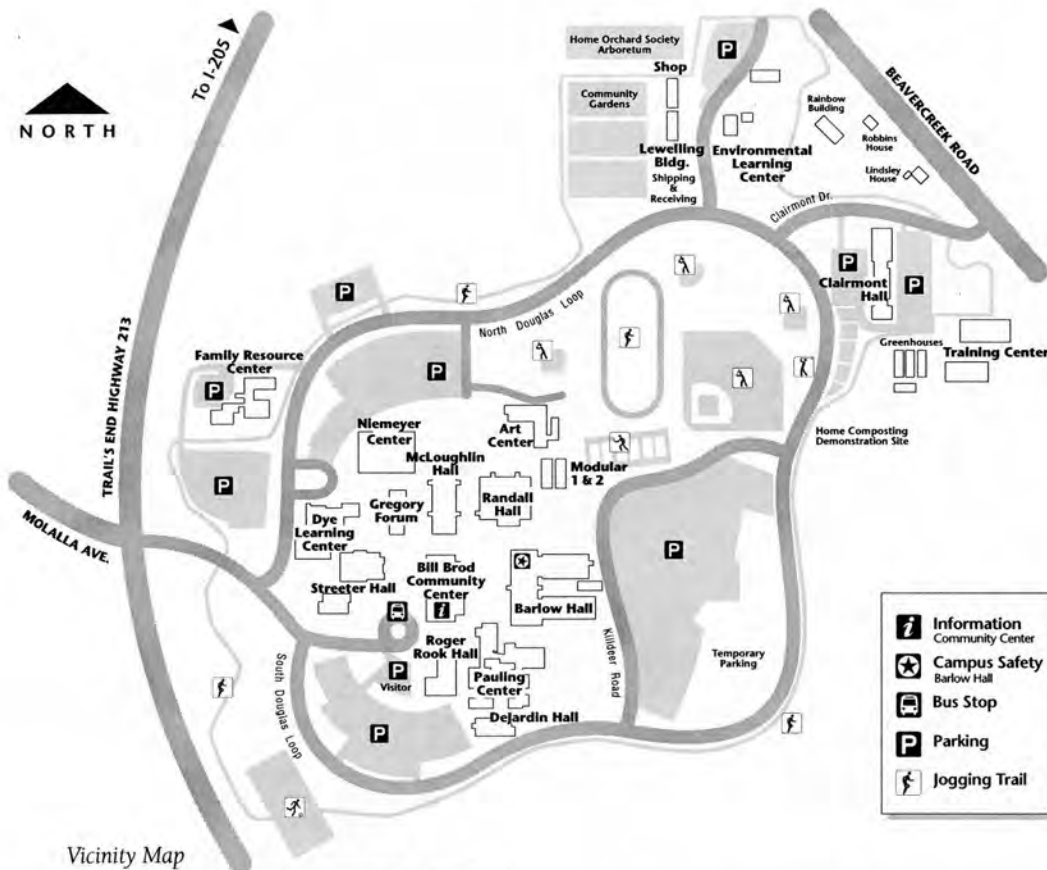 To I-205
NORTH
TRAIL'S END HIGHWAY 213
MOLALLA AVE.
BEAVERCREEK ROAD
Home Orchard Society
Arboretum
Shop
P
Community
Gardens
Lewelling
Bldg.
Shipping
&
Receiving
Environmental
Learning
Center
Rainbow
Building
Robbins
House
Lindsley
House
Clairmont Dr.
P
Clairmont
Hall
P
Greenhouses
Training Center
Home Composting
Demonstration Site
P
North Douglas Loop
Family Resource
Center
P
P
P
Niemeyer
Center
Art
Center
McLoughlin
Hall
Modular
1 & 2
Gregory
Forum
Randall
Hall
Dye
Learning
Center
Streeter Hall
Bill Brod
Community
Center
i
Barlow Hall
Killdeer Road
P
Temporary
Parking
Roger
Rook Hall
P
Visitor
Pauling
Center
DeJardin Hall
South Douglas Loop
P
i Information
Community Center
Campus Safety
Barlow Hall
Bus Stop
P Parking
Jogging Trail
Vicinity Map